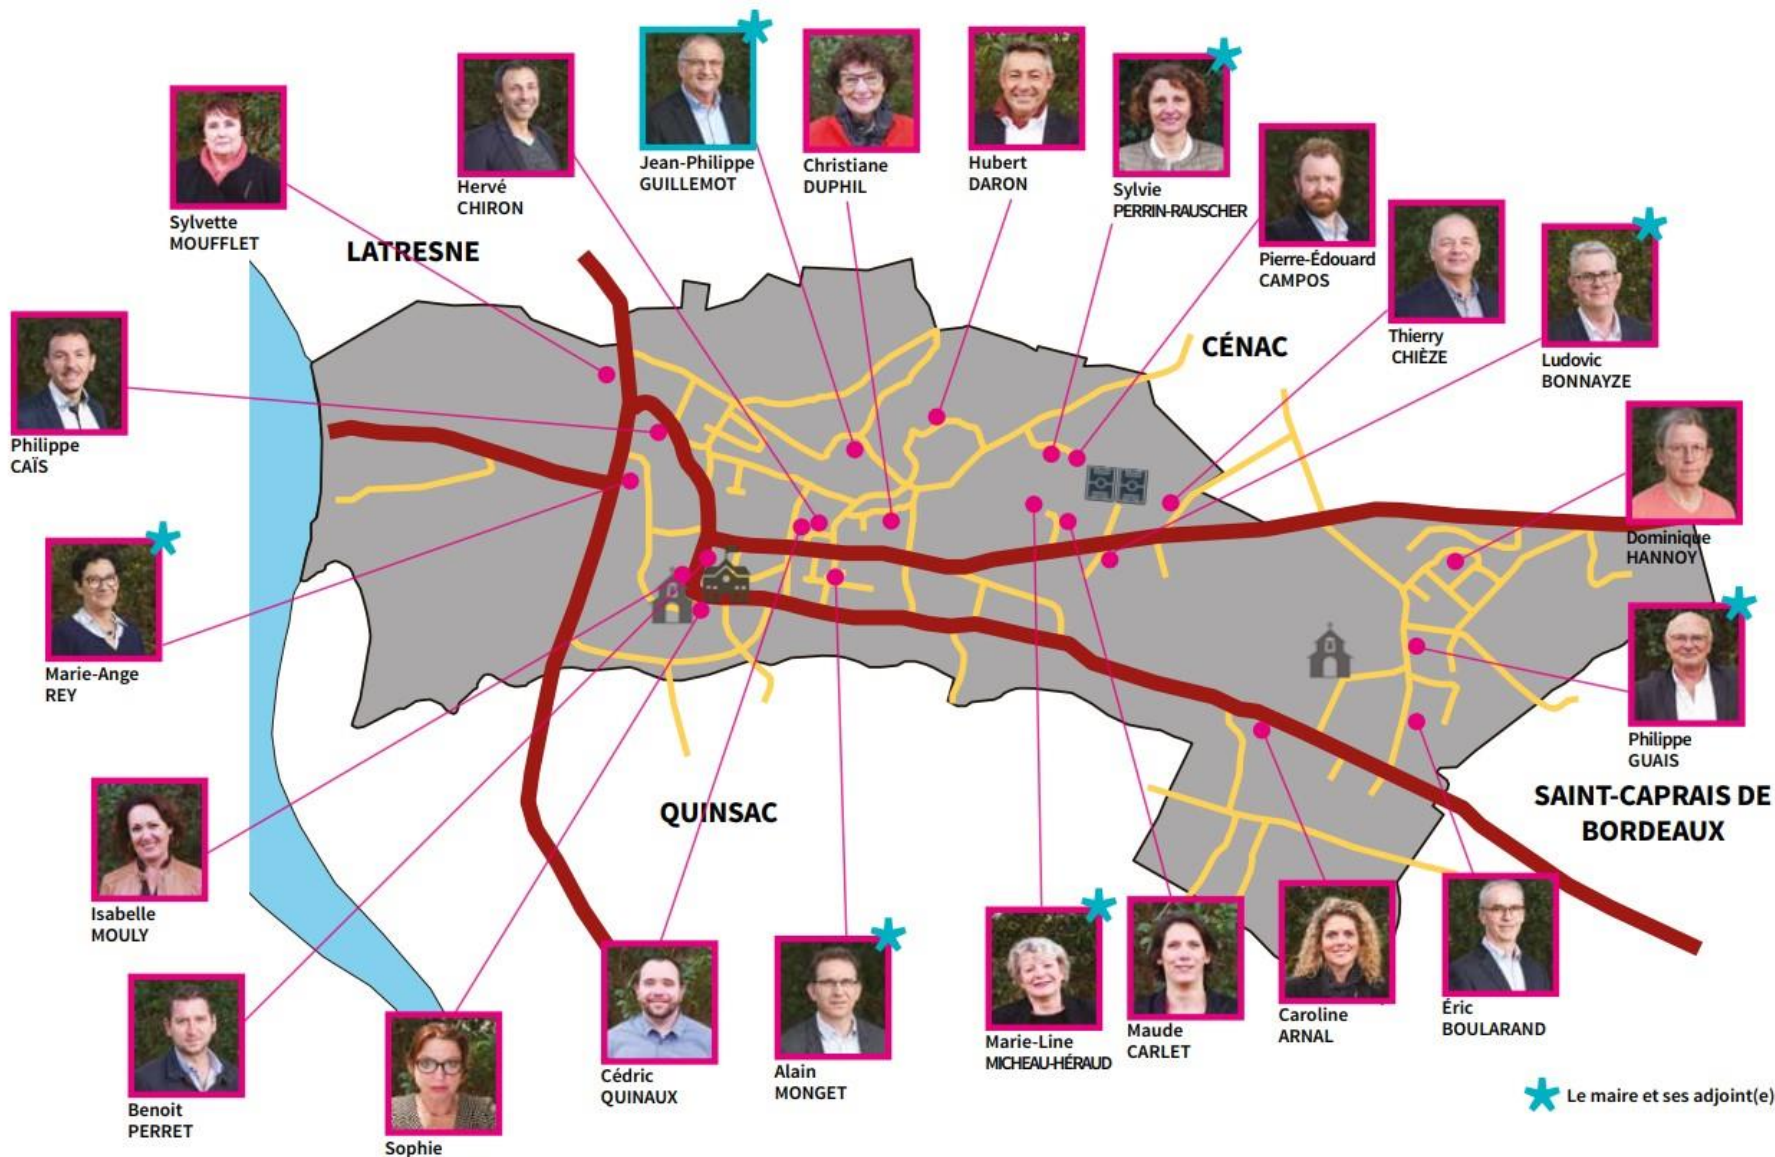 Sylvette
MOUFFLET
Hervé
CHIRON
Jean-Philippe
GUILLEMOT
Christiane
DUPHIL
Hubert
DARON
Sylvie
PERRIN-RAUSCHER
Pierre-Édouard
CAMPOS
Thierry
CHIÈZE
Ludovic
BONNAYZE
LATRESNE
CÉNAC
Philippe
CAÏS
Dominique
HANNOY
Marie-Ange
REY
Philippe
GUAIS
QUINSAC
SAINT-CAPRAIS DE
BORDEAUX
Isabelle
MOULY
Benoit
PERRET
Sophie
Cédric
QUINAUX
Alain
MONGET
Marie-Line
MICHEAU-HÉRAUD
Maude
CARLET
Caroline
ARNAL
Éric
BOULARAND
Le maire et ses adjoint(e)